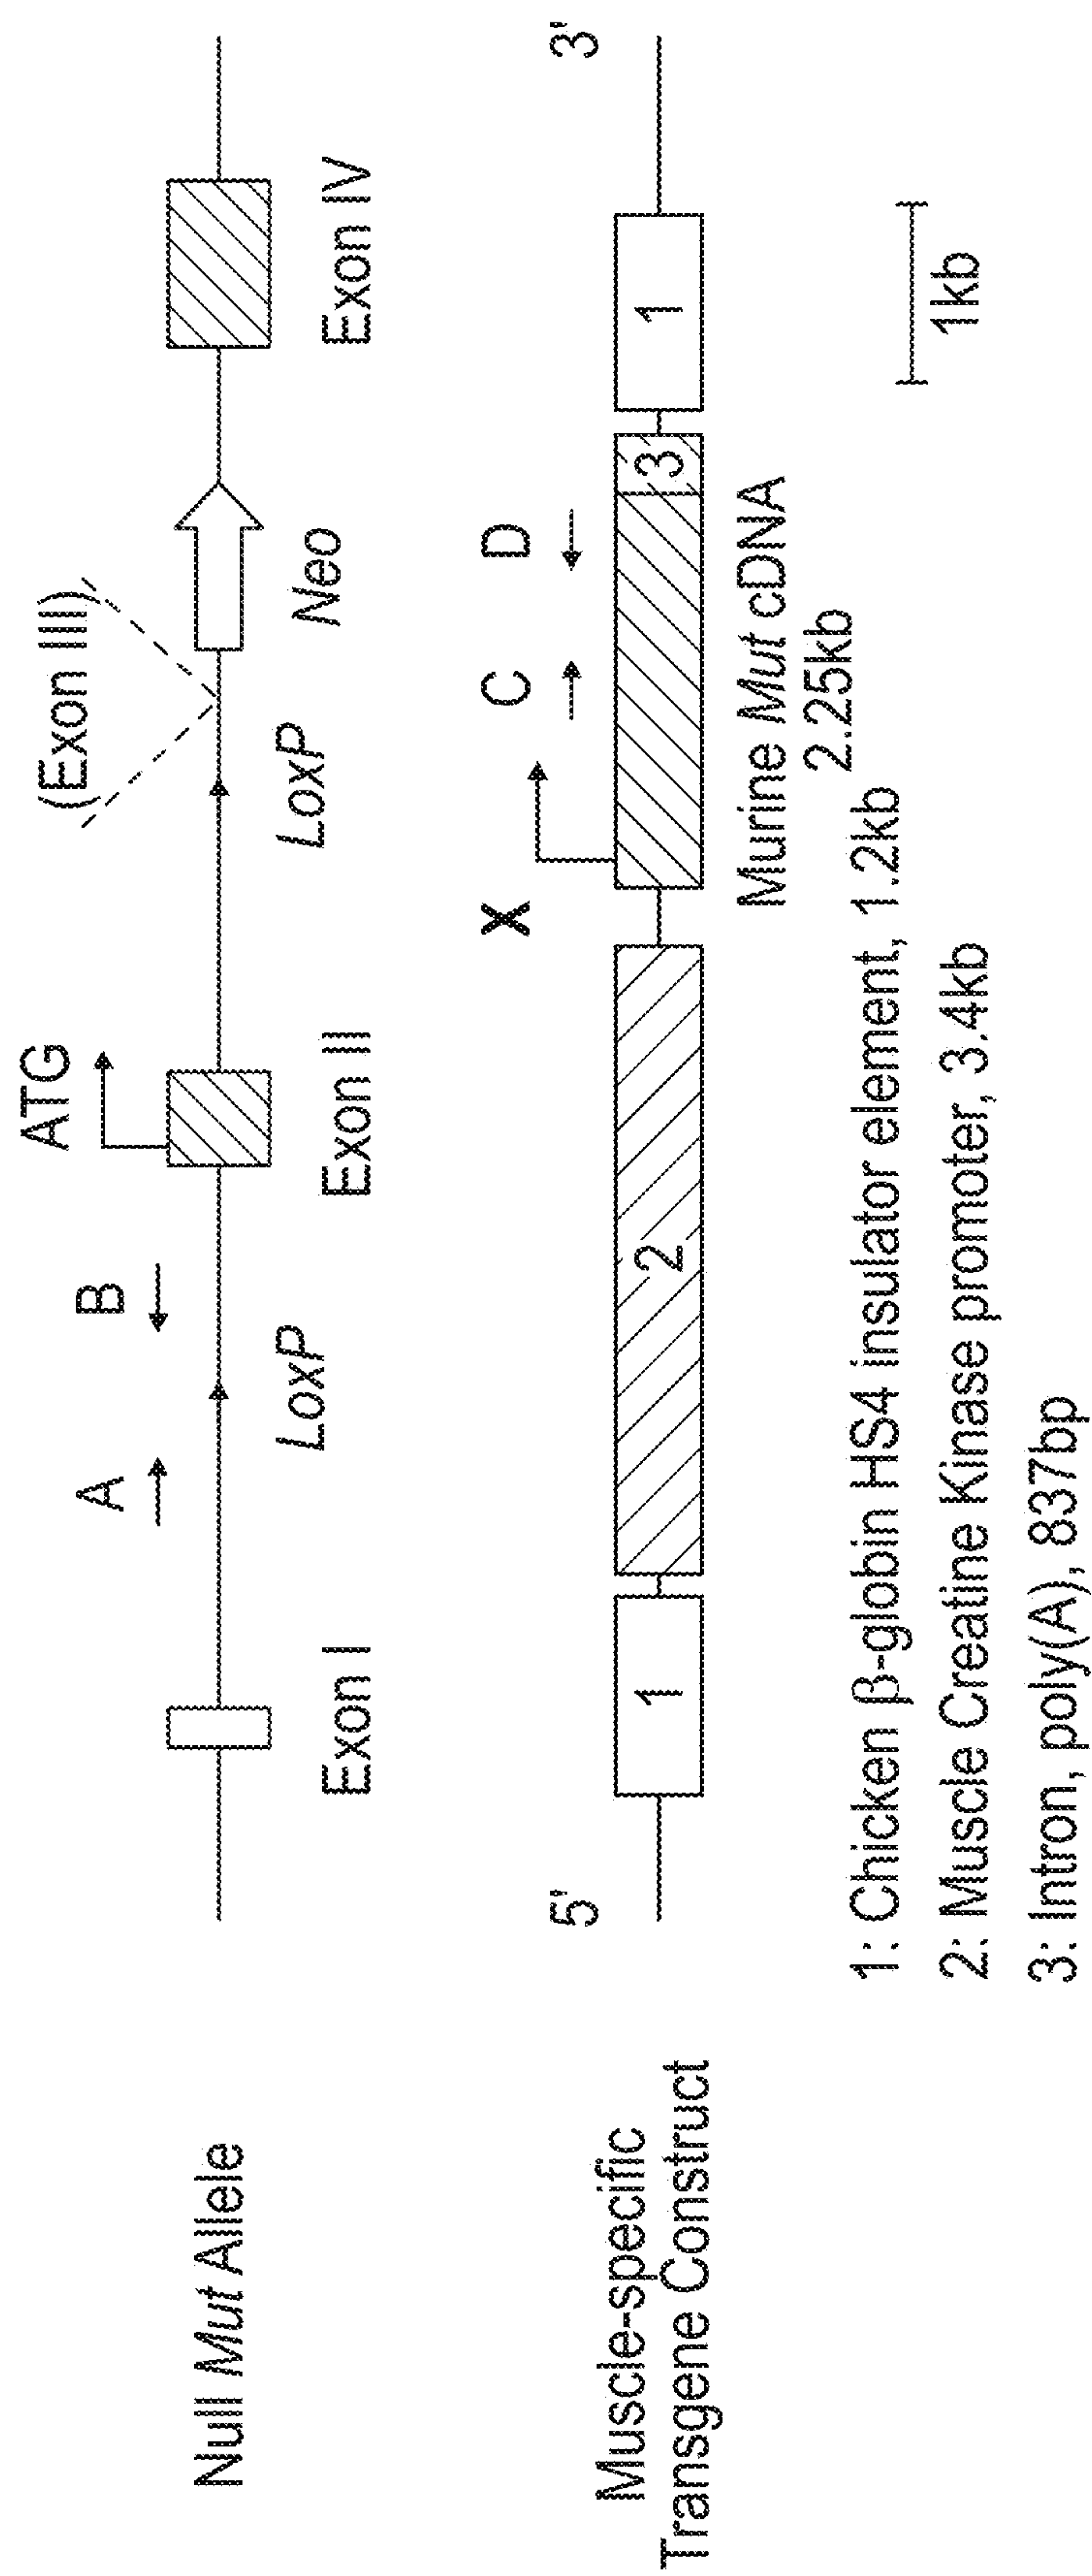 Null Mut Allele
ATG
(Exon III)
A
B
LoxP
LoxP
Neo
Exon I
Exon II
Exon IV
Muscle-specific
Transgene Construct
5'
X
C
D
3'
1
2
3
1
Murine Mut cDNA
2.25kb
1kb
1: Chicken β-globin HS4 insulator element, 1.2kb
2: Muscle Creatine Kinase promoter, 3.4kb
3: Intron, poly(A), 837bp